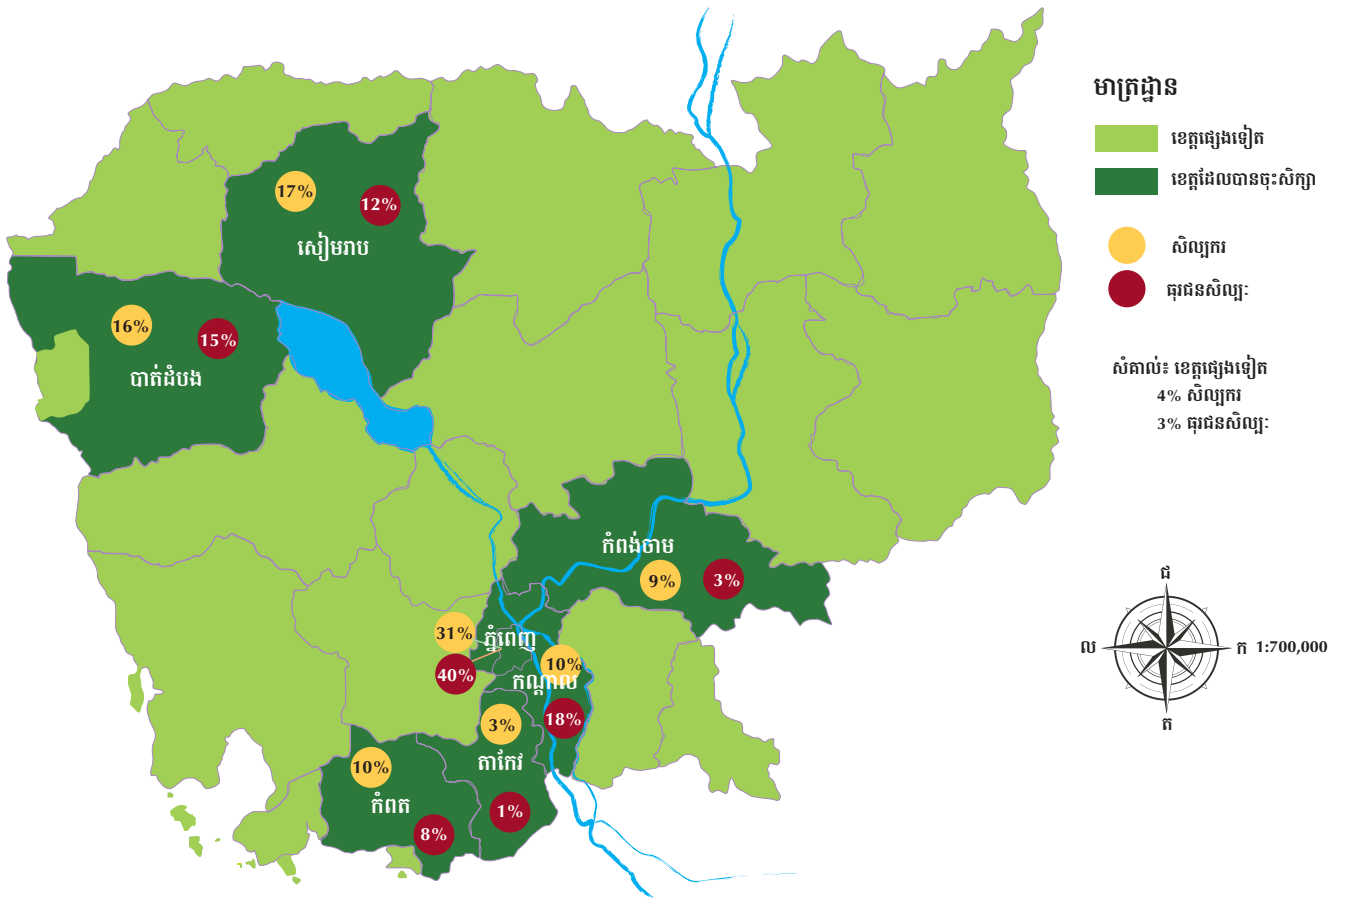 មាត្រដ្ឋាន
ខេត្តផ្សេងទៀត
ខេត្តដែលបានចុះសិក្សា
សិល្បករ
ធុរជនសិល្បៈ
សំគាល់៖ ខេត្តផ្សេងទៀត
4% សិល្បករ
3% ធុរជនសិល្បៈ
17%
12%
សៀមរាប
16%
15%
បាត់ដំបង
កំពង់ចាម
9%
3%
31%
ភ្នំពេញ
40%
10%
កណ្តាល
18%
3%
តាកែវ
1%
10%
កំពត
8%
ជ
ល
ក
1:700,000
ត